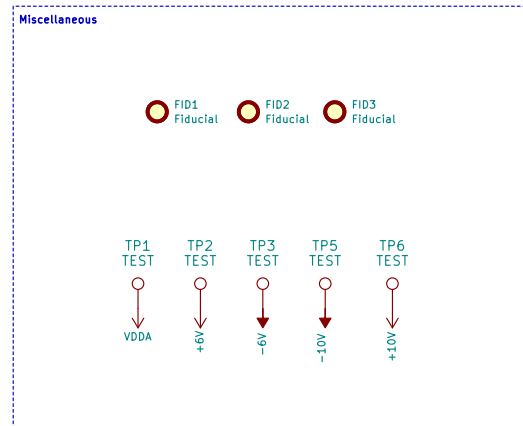 Miscellaneous
FID1
Fiducial
FID2
Fiducial
FID3
Fiducial
TP1
TEST
TP2
TEST
TP3
TEST
TP5
TEST
TP6
TEST
VDDA
+6V
-6V
-10V
+10V